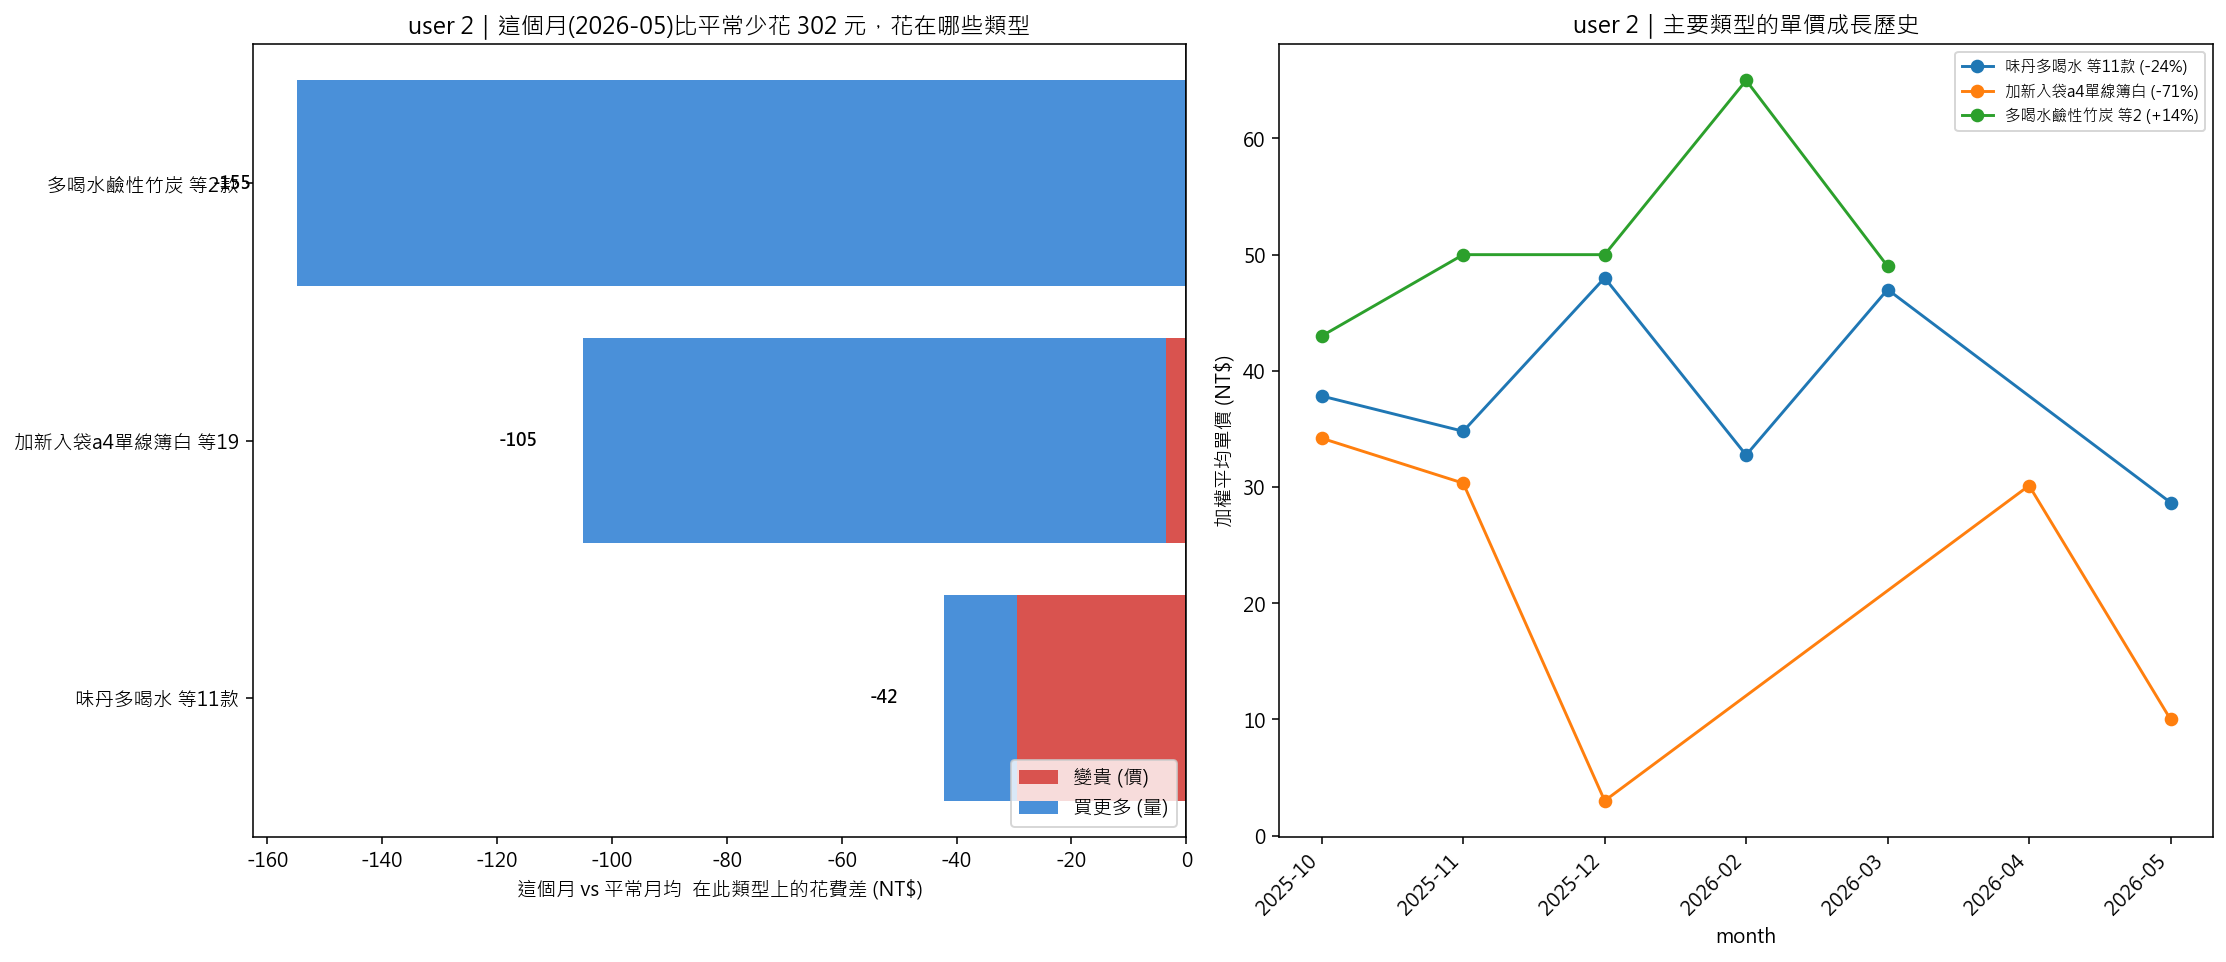 user 2 | 這個月(2026-05)比平常少花 302 元，花在哪些類型
多喝水鹼性竹炭 等2款
-155
加新入袋a4單線簿白 等19
-105
味丹多喝水 等11款
-42
變貴 (價)
買更多 (量)
-160
-140
-120
-100
-80
-60
-40
-20
0
這個月 vs 平常月均 在此類型上的花費差 (NT$)
user 2 | 主要類型的單價成長歷史
味丹多喝水 等11款 (-24%)
加新入袋a4單線簿白 (-71%)
多喝水鹼性竹炭 等2 (+14%)
加權平均單價 (NT$)
60
50
40
30
20
10
0
2025-10
2025-11
2025-12
2026-02
2026-03
2026-04
2026-05
month